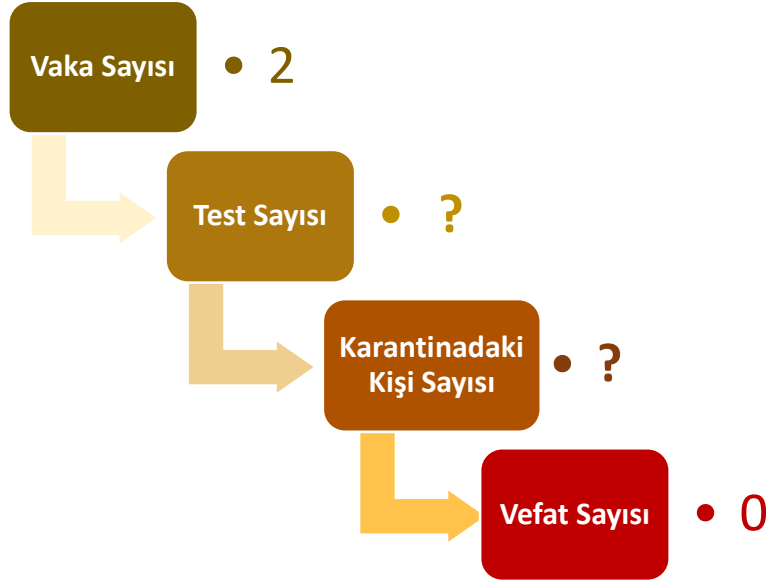 Vaka Sayısı
• 2
Test Sayısı
• ?
Karantinadaki
Kişi Sayısı
• ?
Vefat Sayısı
• 0